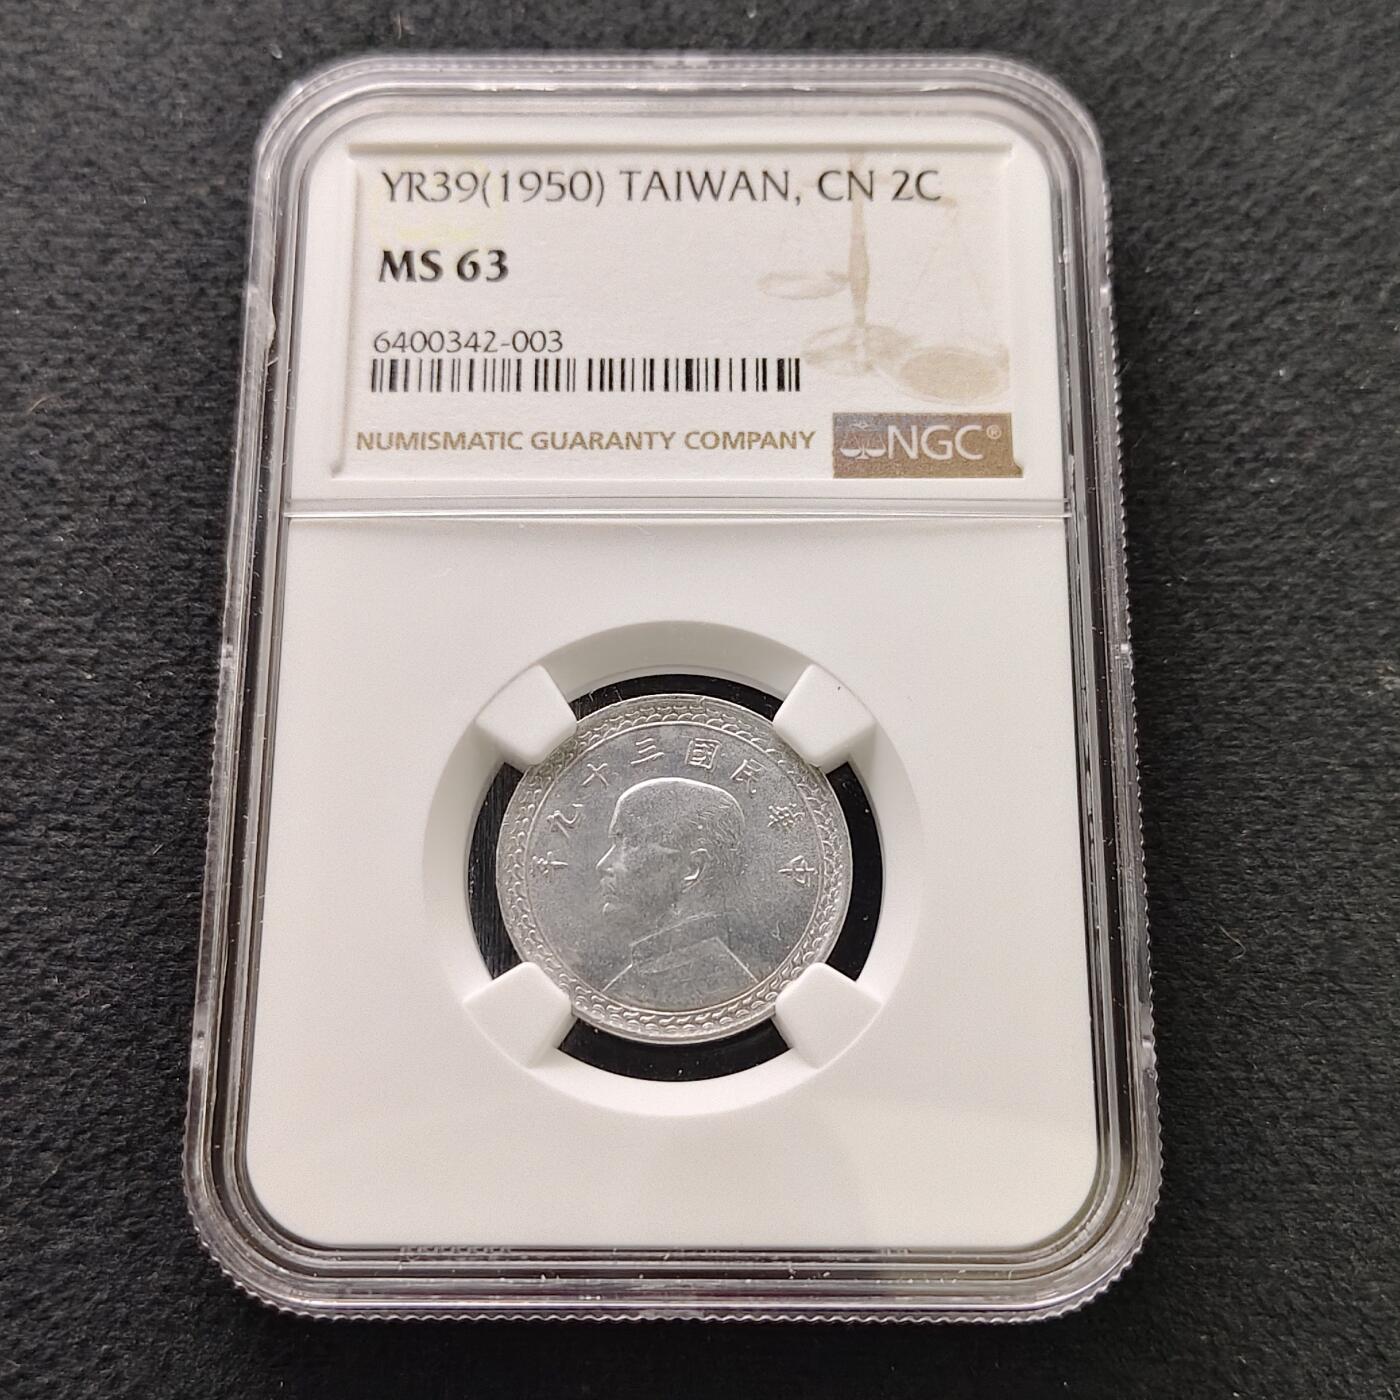 YR39(1950) TAIWAN, CN 2C
MS 63
6400342-003
NUMISMATIC GUARANTY COMPANY
NGC®
年九十三國民華中